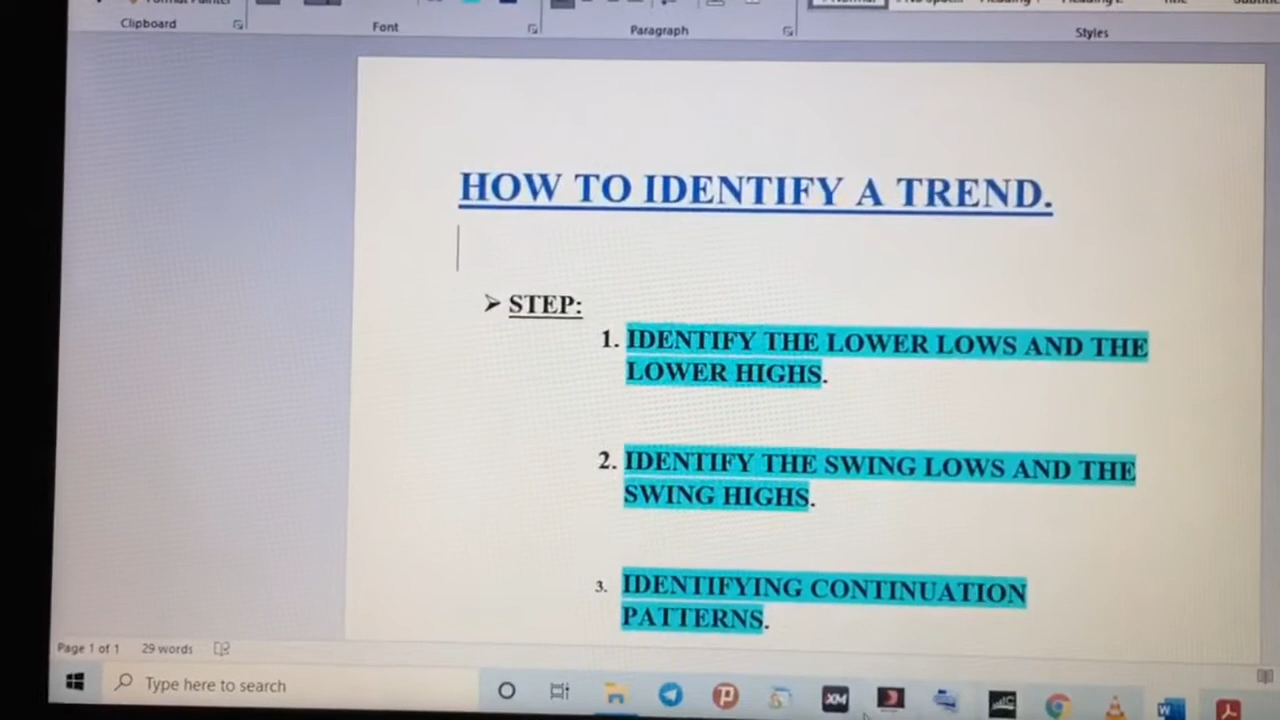 Clipboard
Font
Paragraph
Styles
HOW TO IDENTIFY A TREND.
➢ STEP:
1. IDENTIFY THE LOWER LOWS AND THE
LOWER HIGHS.
2. IDENTIFY THE SWING LOWS AND THE
SWING HIGHS.
3. IDENTIFYING CONTINUATION
PATTERNS.
Page 1 of 1 29 words
Type here to search
XM